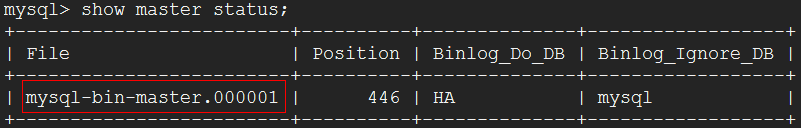 mysql> show master status;
+--------------------------+----------+--------------+------------------+
| File                     | Position | Binlog_Do_DB | Binlog_Ignore_DB |
+--------------------------+----------+--------------+------------------+
| mysql-bin-master.000001 |      446 | HA           | mysql            |
+--------------------------+----------+--------------+------------------+